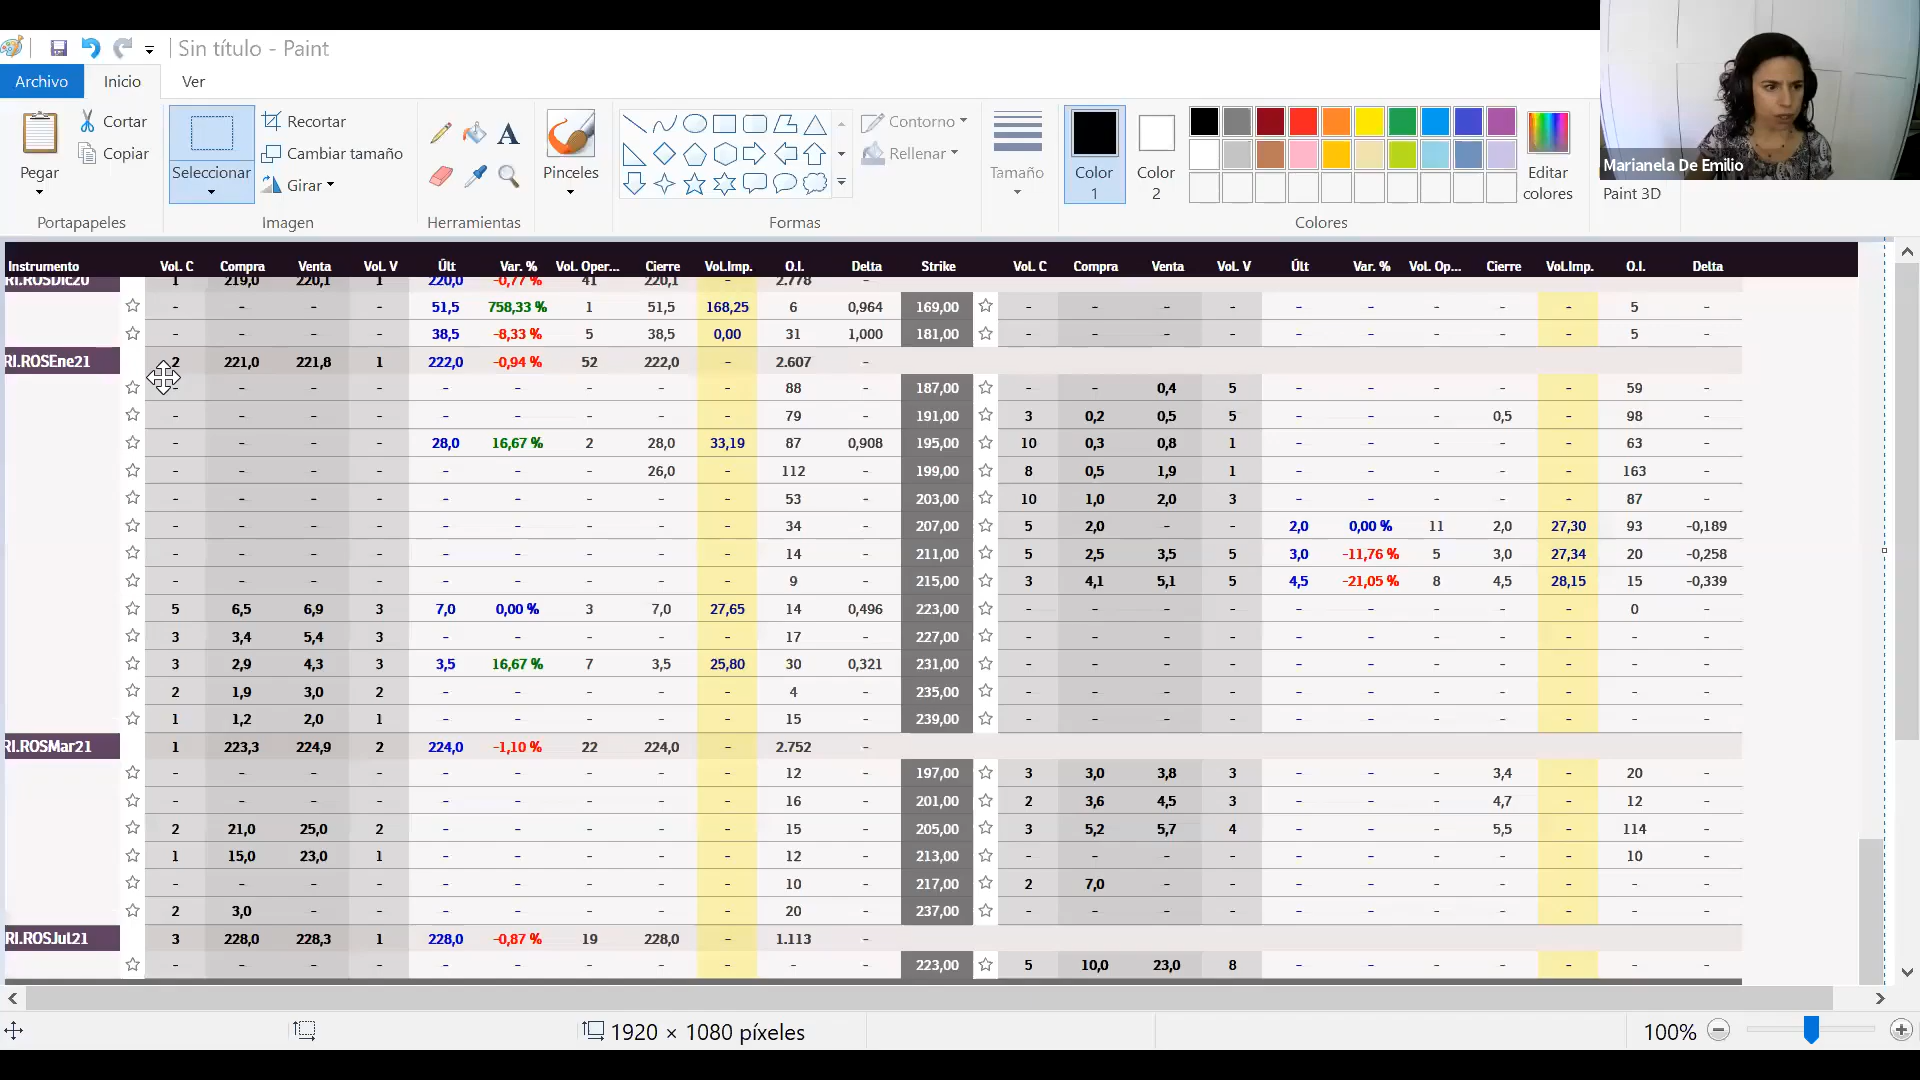 Sin título - Paint
Archivo Inicio Ver
Pegar Cortar Copiar Portapapeles
Seleccionar Recortar Cambiar tamaño Girar Imagen
Herramientas
Pinceles
Contorno Rellenar Formas
Tamaño
Color 1 Color 2 Editar colores Colores
Paint 3D
Marianela De Emilio
Instrumento Vol. C Compra Venta Vol. V Últ Var. % Vol. Oper... Cierre Vol.Imp. O.I. Delta Strike Vol. C Compra Venta Vol. V Últ Var. % Vol. Op... Cierre Vol.Imp. O.I. Delta
RI.ROSDic20 1 219,0 220,1 1 220,0 -0,77 % 41 220,1 - 2.778 -
- - - - 51,5 758,33 % 1 51,5 168,25 6 0,964 169,00 - - - - - - - - - 5 -
- - - - 38,5 -8,33 % 5 38,5 0,00 31 1,000 181,00 - - - - - - - - - 5 -
RI.ROSEne21 2 221,0 221,8 1 222,0 -0,94 % 52 222,0 - 2.607 -
- - - - - - - - - 88 - 187,00 - - 0,4 5 - - - - - 59 -
- - - - - - - - - 79 - 191,00 3 0,2 0,5 5 - - - 0,5 - 98 -
- - - - 28,0 16,67 % 2 28,0 33,19 87 0,908 195,00 10 0,3 0,8 1 - - - - - 63 -
- - - - - - - 26,0 - 112 - 199,00 8 0,5 1,9 1 - - - - - 163 -
- - - - - - - - - 53 - 203,00 10 1,0 2,0 3 - - - - - 87 -
- - - - - - - - - 34 - 207,00 5 2,0 - - 2,0 0,00 % 11 2,0 27,30 93 -0,189
- - - - - - - - - 14 - 211,00 5 2,5 3,5 5 3,0 -11,76 % 5 3,0 27,34 20 -0,258
- - - - - - - - - 9 - 215,00 3 4,1 5,1 5 4,5 -21,05 % 8 4,5 28,15 15 -0,339
5 6,5 6,9 3 7,0 0,00 % 3 7,0 27,65 14 0,496 223,00 - - - - - - - - - 0 -
3 3,4 5,4 3 - - - - - 17 - 227,00 - - - - - - - - - - -
3 2,9 4,3 3 3,5 16,67 % 7 3,5 25,80 30 0,321 231,00 - - - - - - - - - - -
2 1,9 3,0 2 - - - - - 4 - 235,00 - - - - - - - - - - -
1 1,2 2,0 1 - - - - - 15 - 239,00 - - - - - - - - - - -
RI.ROSMar21 1 223,3 224,9 2 224,0 -1,10 % 22 224,0 - 2.752 -
- - - - - - - - - 12 - 197,00 3 3,0 3,8 3 - - - 3,4 - 20 -
- - - - - - - - - 16 - 201,00 2 3,6 4,5 3 - - - 4,7 - 12 -
2 21,0 25,0 2 - - - - - 15 - 205,00 3 5,2 5,7 4 - - - 5,5 - 114 -
1 15,0 23,0 1 - - - - - 12 - 213,00 - - - - - - - - - 10 -
- - - - - - - - - 10 - 217,00 2 7,0 - - - - - - - - -
2 3,0 - - - - - - - 20 - 237,00 - - - - - - - - - - -
RI.ROSJul21 3 228,0 228,3 1 228,0 -0,87 % 19 228,0 - 1.113 -
- - - - - - - - - - - 223,00 5 10,0 23,0 8 - - - - - - -
1920 × 1080 píxeles 100%